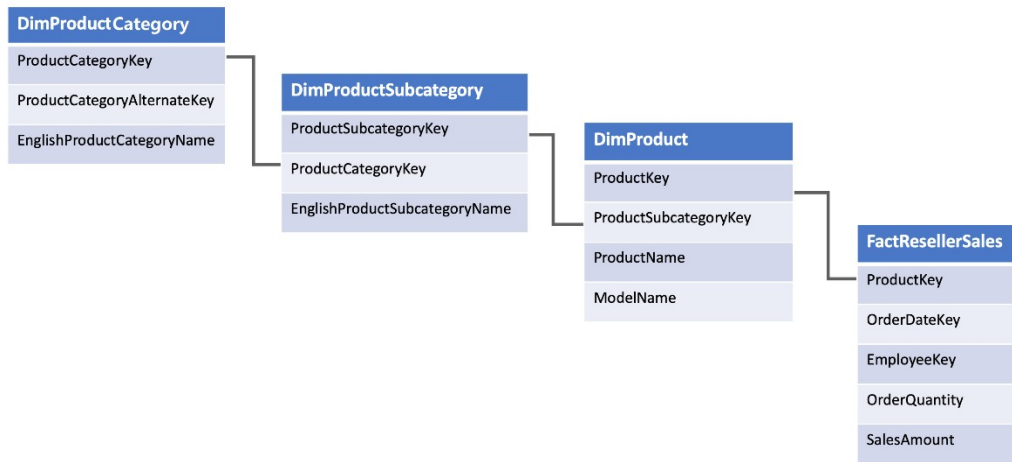 DimProductCategory
ProductCategoryKey
ProductCategoryAlternateKey
EnglishProductCategoryName
DimProductSubcategory
ProductSubcategoryKey
ProductCategoryKey
EnglishProductSubcategoryName
DimProduct
ProductKey
ProductSubcategoryKey
ProductName
ModelName
FactResellerSales
ProductKey
OrderDateKey
EmployeeKey
OrderQuantity
SalesAmount